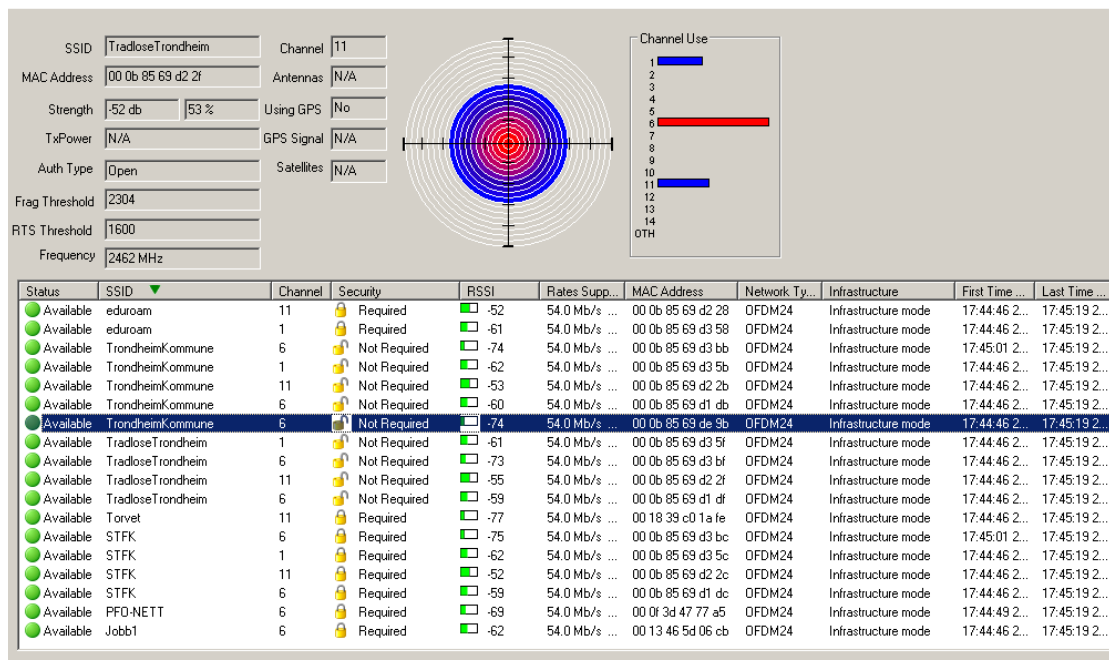 SSID TradloseTrondheim Channel 11 Channel Use
MAC Address 00 0b 85 69 d2 2f Antennas N/A
Strength -52 db 53 % Using GPS No
TxPower N/A GPS Signal N/A
Auth Type Open Satellites N/A
Frag Threshold 2304
RTS Threshold 1600
Frequency 2462 MHz
1
2
3
4
5
6
7
8
9
10
11
12
13
14
OTH
Status SSID Channel Security RSSI Rates Supp... MAC Address Network Ty... Infrastructure First Time ... Last Time ...
Available eduroam 11 Required -52 54.0 Mb/s ... 00 0b 85 69 d2 28 OFDM24 Infrastructure mode 17:44:46 2... 17:45:19 2...
Available eduroam 1 Required -61 54.0 Mb/s ... 00 0b 85 69 d3 58 OFDM24 Infrastructure mode 17:44:46 2... 17:45:19 2...
Available TrondheimKommune 6 Not Required -74 54.0 Mb/s ... 00 0b 85 69 d3 bb OFDM24 Infrastructure mode 17:45:01 2... 17:45:19 2...
Available TrondheimKommune 1 Not Required -62 54.0 Mb/s ... 00 0b 85 69 d3 5b OFDM24 Infrastructure mode 17:44:46 2... 17:45:19 2...
Available TrondheimKommune 11 Not Required -53 54.0 Mb/s ... 00 0b 85 69 d2 2b OFDM24 Infrastructure mode 17:44:46 2... 17:45:19 2...
Available TrondheimKommune 6 Not Required -60 54.0 Mb/s ... 00 0b 85 69 d1 db OFDM24 Infrastructure mode 17:44:46 2... 17:45:19 2...
Available TrondheimKommune 6 Not Required -74 54.0 Mb/s ... 00 0b 85 69 de 9b OFDM24 Infrastructure mode 17:44:46 2... 17:45:19 2...
Available TradloseTrondheim 1 Not Required -61 54.0 Mb/s ... 00 0b 85 69 d3 5f OFDM24 Infrastructure mode 17:44:46 2... 17:45:19 2...
Available TradloseTrondheim 6 Not Required -73 54.0 Mb/s ... 00 0b 85 69 d3 bf OFDM24 Infrastructure mode 17:44:46 2... 17:45:19 2...
Available TradloseTrondheim 11 Not Required -55 54.0 Mb/s ... 00 0b 85 69 d2 2f OFDM24 Infrastructure mode 17:44:46 2... 17:45:19 2...
Available TradloseTrondheim 6 Not Required -59 54.0 Mb/s ... 00 0b 85 69 d1 df OFDM24 Infrastructure mode 17:44:46 2... 17:45:19 2...
Available Torvet 11 Required -77 54.0 Mb/s ... 00 18 39 c0 1a fe OFDM24 Infrastructure mode 17:44:46 2... 17:45:19 2...
Available STFK 6 Required -75 54.0 Mb/s ... 00 0b 85 69 d3 bc OFDM24 Infrastructure mode 17:45:01 2... 17:45:19 2...
Available STFK 1 Required -62 54.0 Mb/s ... 00 0b 85 69 d3 5c OFDM24 Infrastructure mode 17:44:46 2... 17:45:19 2...
Available STFK 11 Required -52 54.0 Mb/s ... 00 0b 85 69 d2 2c OFDM24 Infrastructure mode 17:44:46 2... 17:45:19 2...
Available STFK 6 Required -59 54.0 Mb/s ... 00 0b 85 69 d1 dc OFDM24 Infrastructure mode 17:44:46 2... 17:45:19 2...
Available PFO-NETT 6 Required -69 54.0 Mb/s ... 00 0f 3d 47 77 a5 OFDM24 Infrastructure mode 17:44:49 2... 17:45:19 2...
Available Jobb1 6 Required -62 54.0 Mb/s ... 00 13 46 5d 06 cb OFDM24 Infrastructure mode 17:44:46 2... 17:45:19 2...